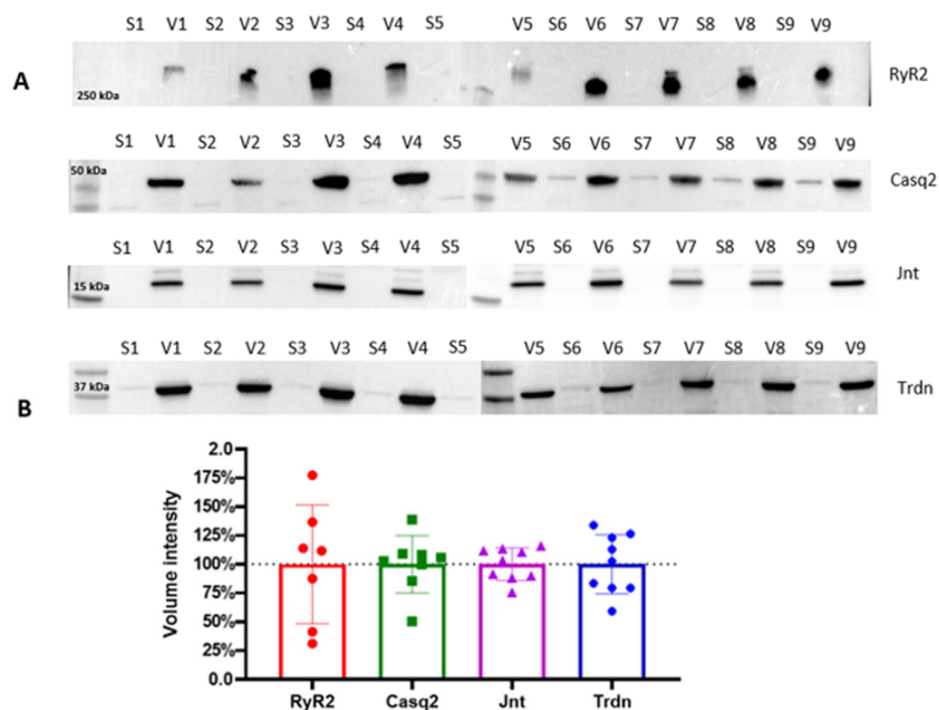 S1 V1 S2 V2 S3 V3 S4 V4 S5 V5 S6 V6 S7 V7 S8 V8 S9 V9
A
RyR2
250 kDa
S1 V1 S2 V2 S3 V3 S4 V4 S5 V5 S6 V6 S7 V7 S8 V8 S9 V9
50 kDa
Casq2
S1 V1 S2 V2 S3 V3 S4 V4 S5 V5 S6 V6 S7 V7 S8 V8 S9 V9
Jnt
15 kDa
S1 V1 S2 V2 S3 V3 S4 V4 S5 V5 S6 V6 S7 V7 S8 V8 S9 V9
37 kDa
Trdn
B
2.0
175%
150%
125%
100%
75%
50%
25%
0.0
Volume intensity
RyR2 Casq2 Jnt Trdn